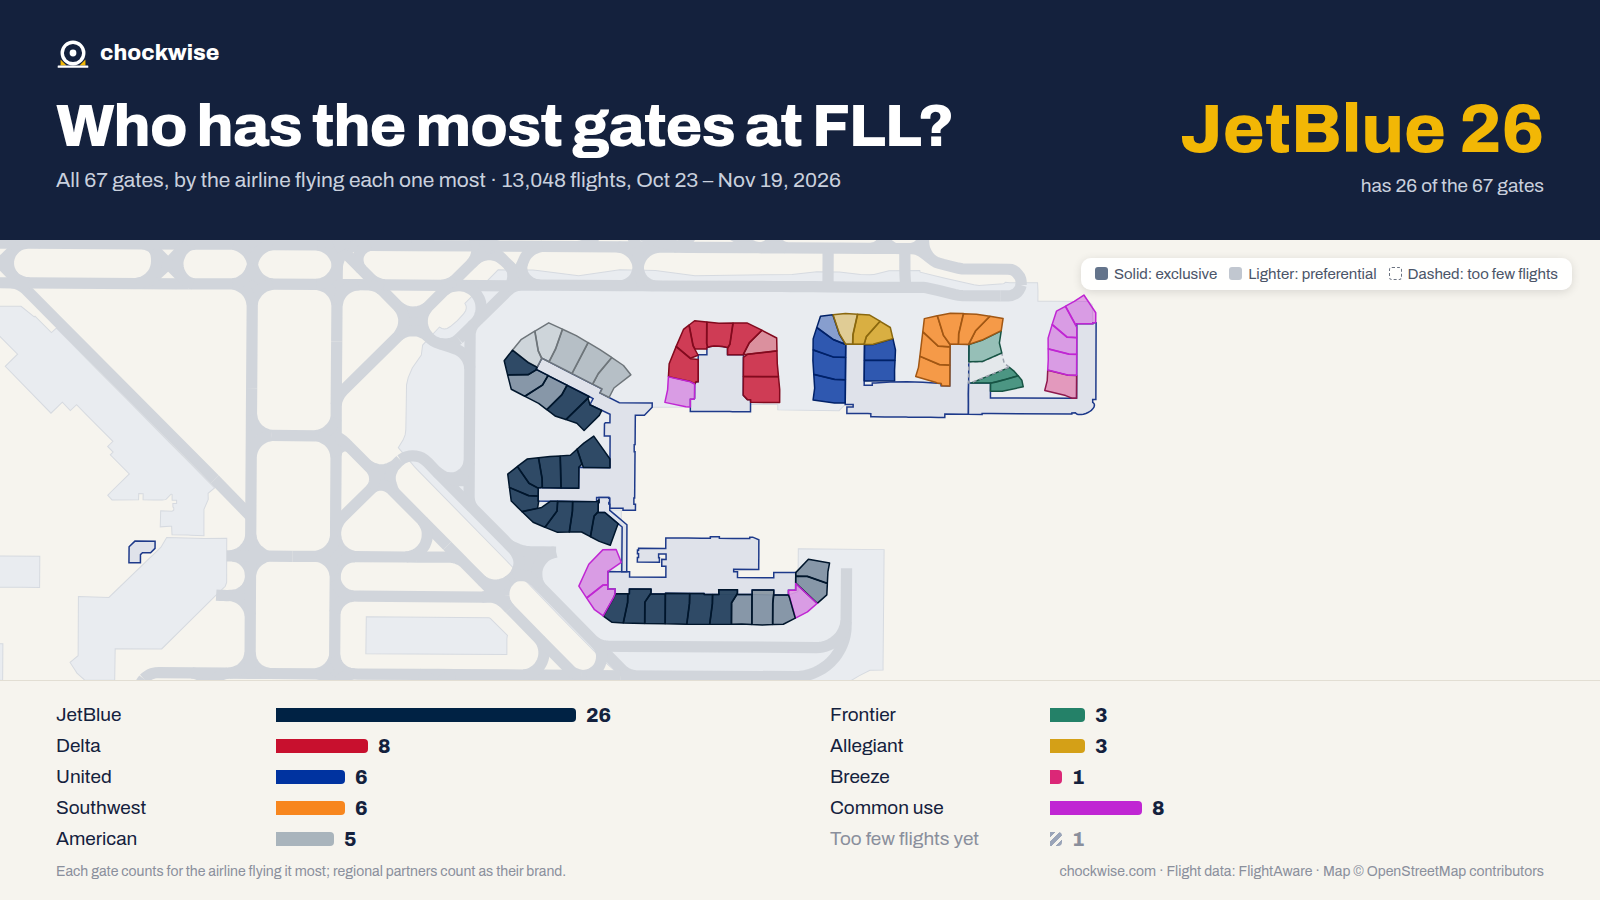 chockwise
Who has the most gates at FLL?
JetBlue 26
All 67 gates, by the airline flying each one most · 13,048 flights, Oct 23 – Nov 19, 2026
has 26 of the 67 gates
Solid: exclusive
Lighter: preferential
Dashed: too few flights
JetBlue 26
Delta 8
United 6
Southwest 6
American 5
Frontier 3
Allegiant 3
Breeze 1
Common use 8
Too few flights yet 1
Each gate counts for the airline flying it most; regional partners count as their brand.
chockwise.com · Flight data: FlightAware · Map © OpenStreetMap contributors